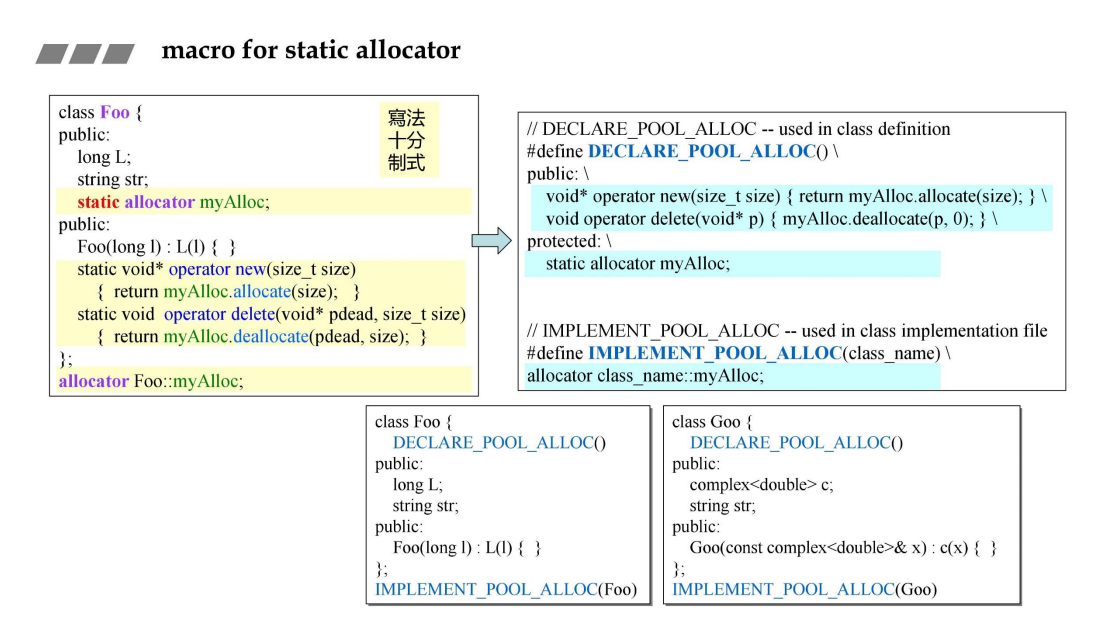 macro for static allocator
class Foo {
public:
long L;
string str;
static allocator myAlloc;
public:
Foo(long l) : L(l) { }
static void* operator new(size_t size)
{ return myAlloc.allocate(size); }
static void operator delete(void* pdead, size_t size)
{ return myAlloc.deallocate(pdead, size); }
};
allocator Foo::myAlloc;
寫法
十分
制式
// DECLARE_POOL_ALLOC -- used in class definition
#define DECLARE_POOL_ALLOC() \
public: \
void* operator new(size_t size) { return myAlloc.allocate(size); } \
void operator delete(void* p) { myAlloc.deallocate(p, 0); } \
protected: \
static allocator myAlloc;
// IMPLEMENT_POOL_ALLOC -- used in class implementation file
#define IMPLEMENT_POOL_ALLOC(class_name) \
allocator class_name::myAlloc;
class Foo {
DECLARE_POOL_ALLOC()
public:
long L;
string str;
public:
Foo(long l) : L(l) { }
};
IMPLEMENT_POOL_ALLOC(Foo)
class Goo {
DECLARE_POOL_ALLOC()
public:
complex<double> c;
string str;
public:
Goo(const complex<double>& x) : c(x) { }
};
IMPLEMENT_POOL_ALLOC(Goo)